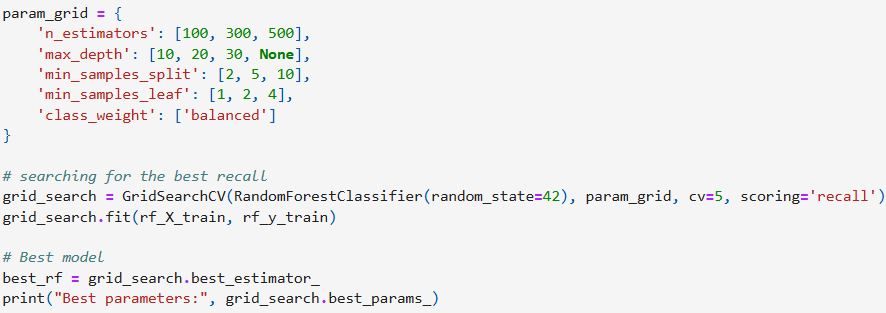 param_grid = {
    'n_estimators': [100, 300, 500],
    'max_depth': [10, 20, 30, None],
    'min_samples_split': [2, 5, 10],
    'min_samples_leaf': [1, 2, 4],
    'class_weight': ['balanced']
}
# searching for the best recall
grid_search = GridSearchCV(RandomForestClassifier(random_state=42), param_grid, cv=5, scoring='recall')
grid_search.fit(rf_X_train, rf_y_train)
# Best model
best_rf = grid_search.best_estimator_
print("Best parameters:", grid_search.best_params_)